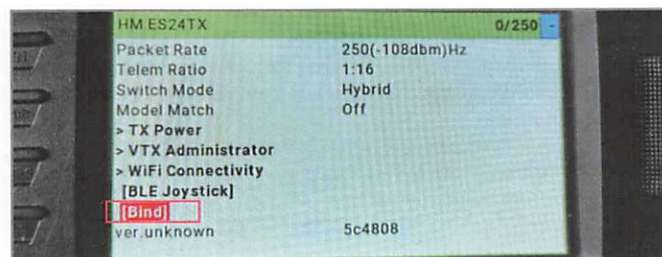 HM ES24TX 0/250 -
Packet Rate 250(-108dbm)Hz
Telem Ratio 1:16
Switch Mode Hybrid
Model Match Off
> TX Power
> VTX Administrator
> WiFi Connectivity
[BLE Joystick]
[Bind]
ver.unknown 5c4808